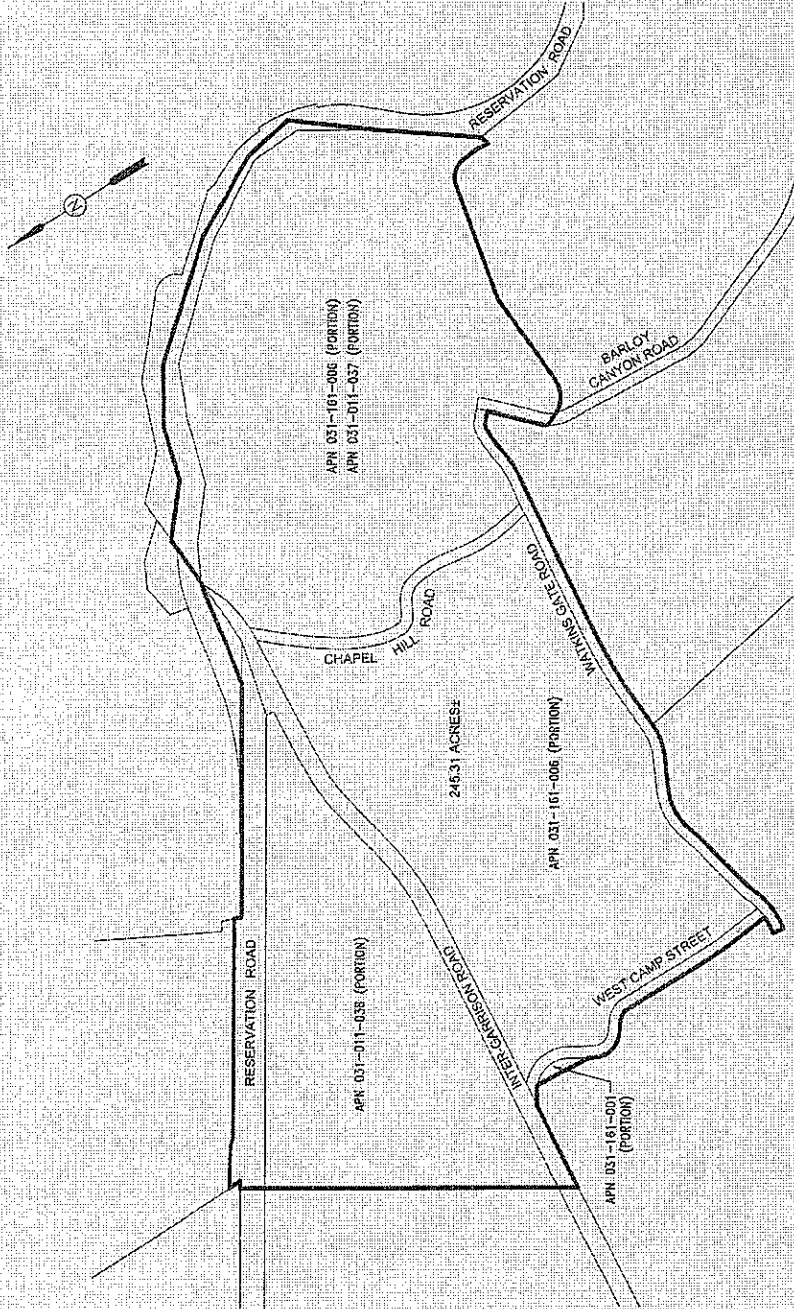 N
RESERVATION ROAD
APN 031-161-006 (PORTION)
APN 031-011-037 (PORTION)
BARLOY
CANYON ROAD
CHAPEL HILL ROAD
WATKINS GATE ROAD
245.31 ACRES±
APN 031-161-006 (PORTION)
RESERVATION ROAD
APN 031-011-038 (PORTION)
INTER GARRISON ROAD
WEST CAMP STREET
APN 031-161-001
(PORTION)